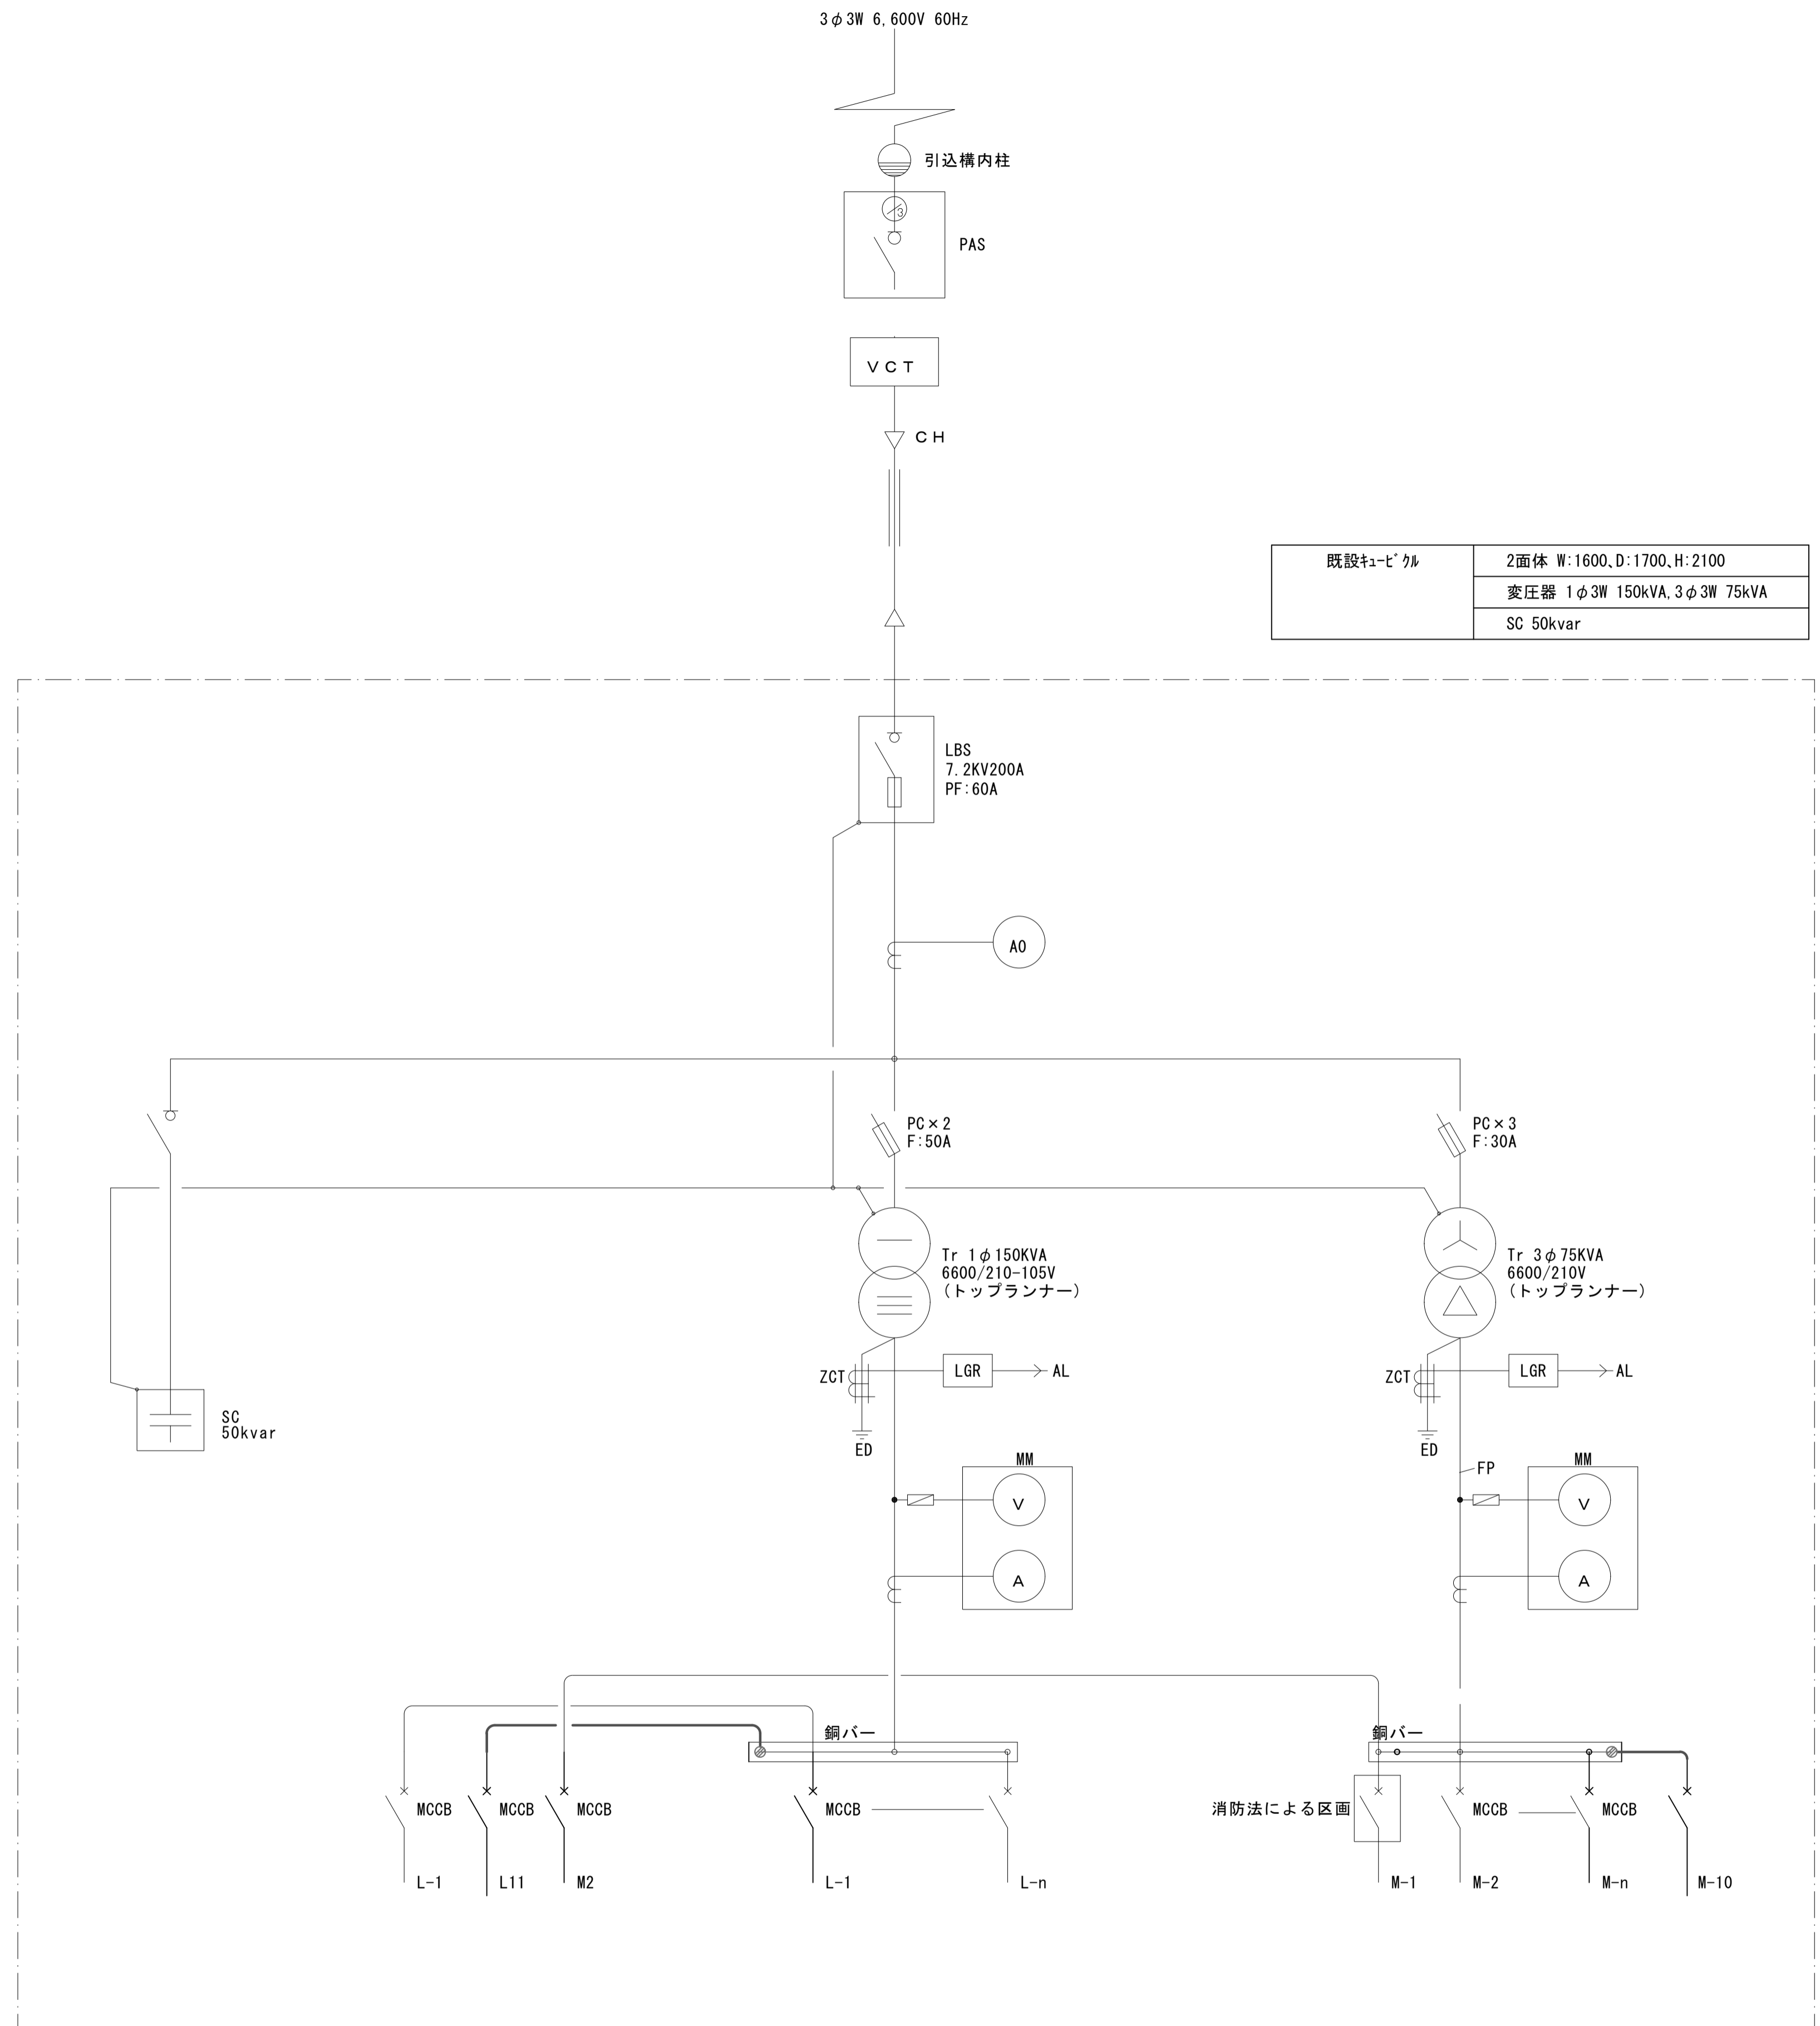 3φ3W 6,600V 60Hz
引込構内柱
3
PAS
VCT
CH
既設ｷｭｰﾋﾞｸﾙ
2面体 W:1600、D:1700、H:2100
変圧器 1φ3W 150kVA,3φ3W 75kVA
SC 50kvar
LBS
7.2KV200A
PF:60A
A0
PC×2
F:50A
PC×3
F:30A
Tr 1φ150KVA
6600/210-105V
(トップランナー)
Tr 3φ75KVA
6600/210V
(トップランナー)
ZCT
LGR
AL
ZCT
LGR
AL
SC
50kvar
ED
MM
V
A
ED
FP
MM
V
A
銅バー
銅バー
MCCB
MCCB
MCCB
MCCB
消防法による区画
MCCB
MCCB
L-1
L11
M2
L-1
L-n
M-1
M-2
M-n
M-10